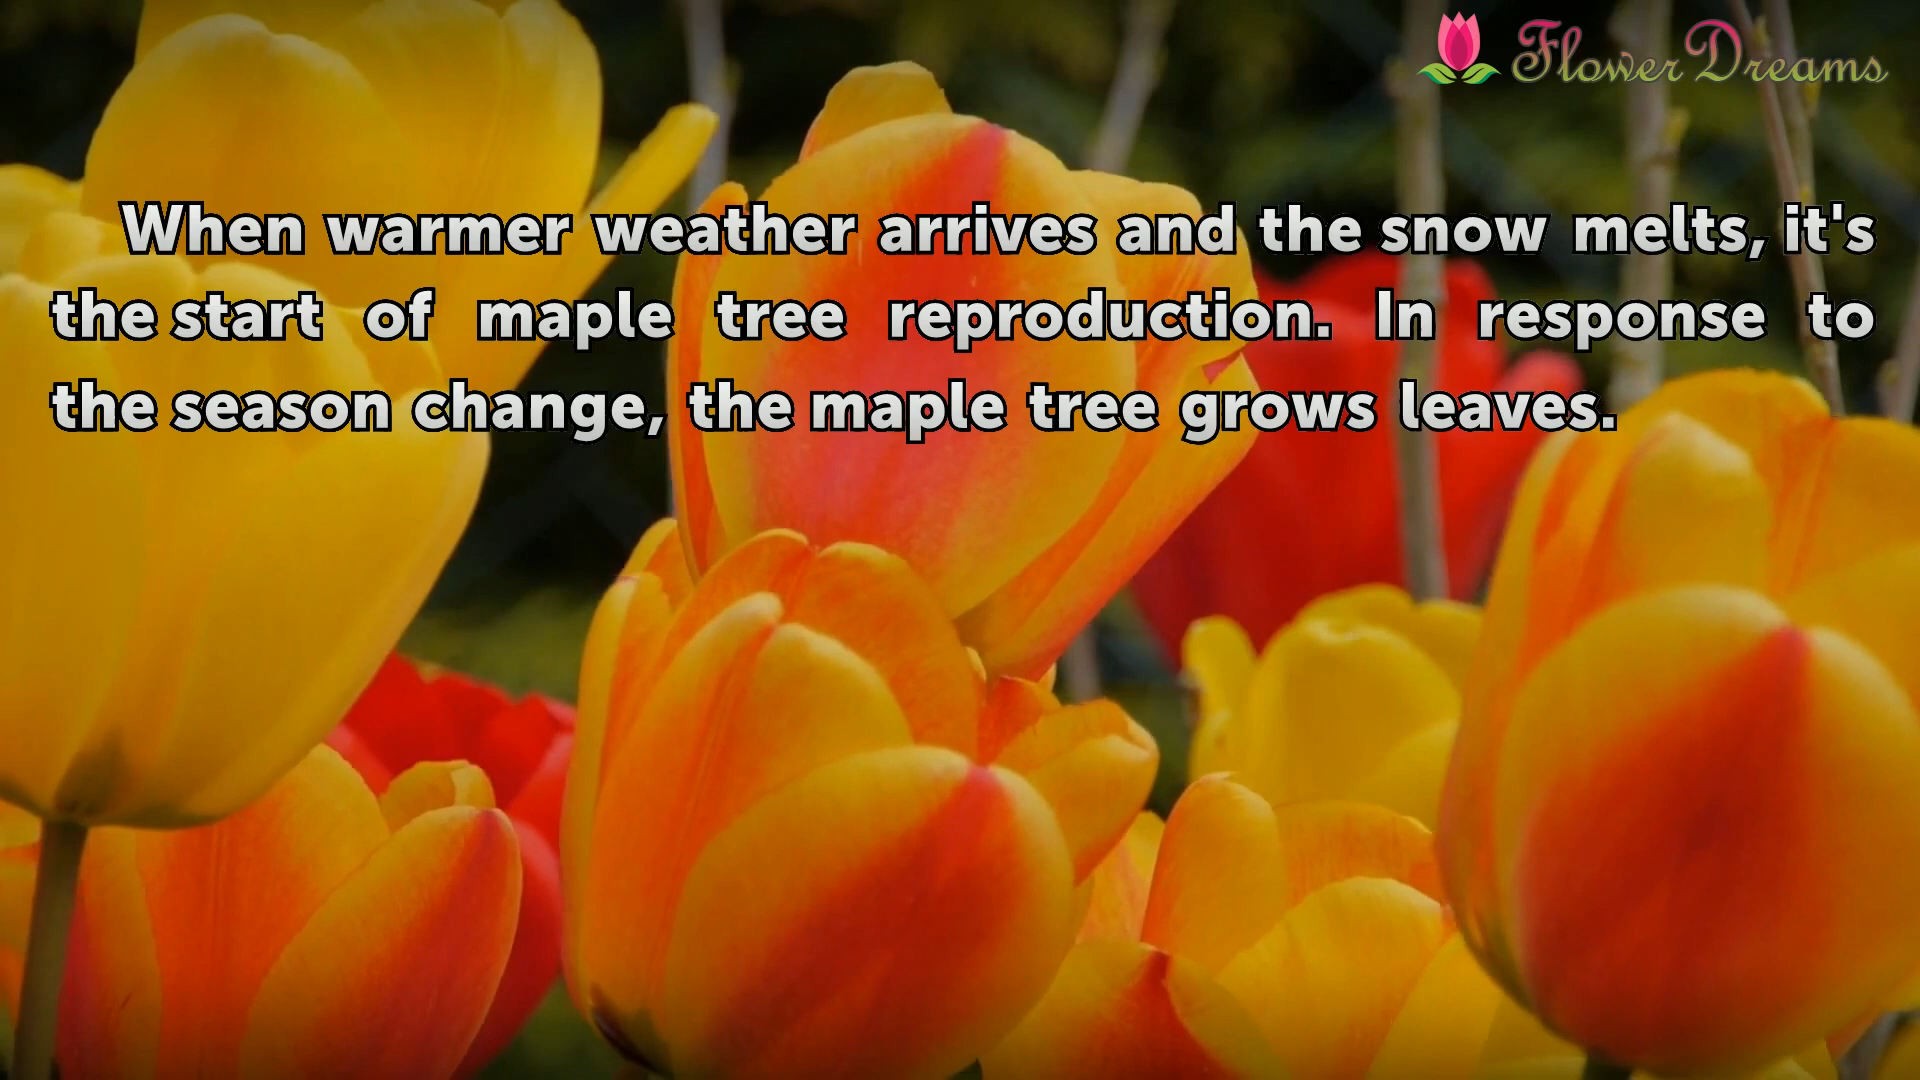 Flower Dreams
When warmer weather arrives and the snow melts, it's
the start of maple tree reproduction. In response to
the season change, the maple tree grows leaves.